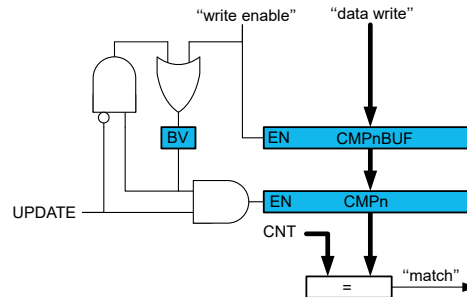 “write enable”
“data write”
BV
EN
CMPnBUF
EN
CMPn
UPDATE
CNT
=
“match”